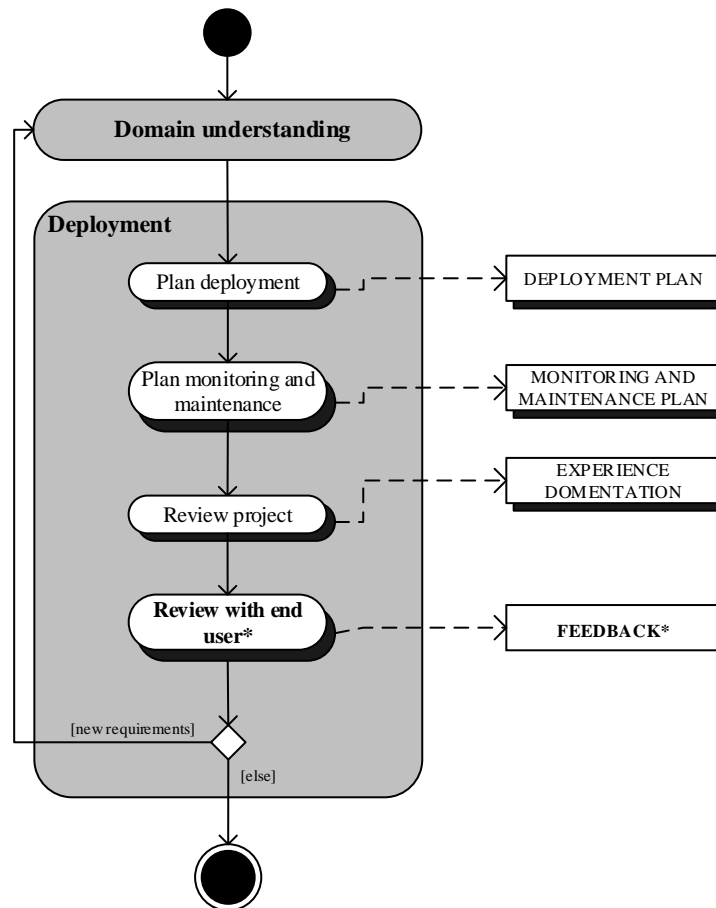 Domain understanding
Deployment
Plan deployment
DEPLOYMENT PLAN
Plan monitoring and
maintenance
MONITORING AND
MAINTENANCE PLAN
Review project
EXPERIENCE
DOMENTATION
Review with end
user*
FEEDBACK*
[new requirements]
[else]